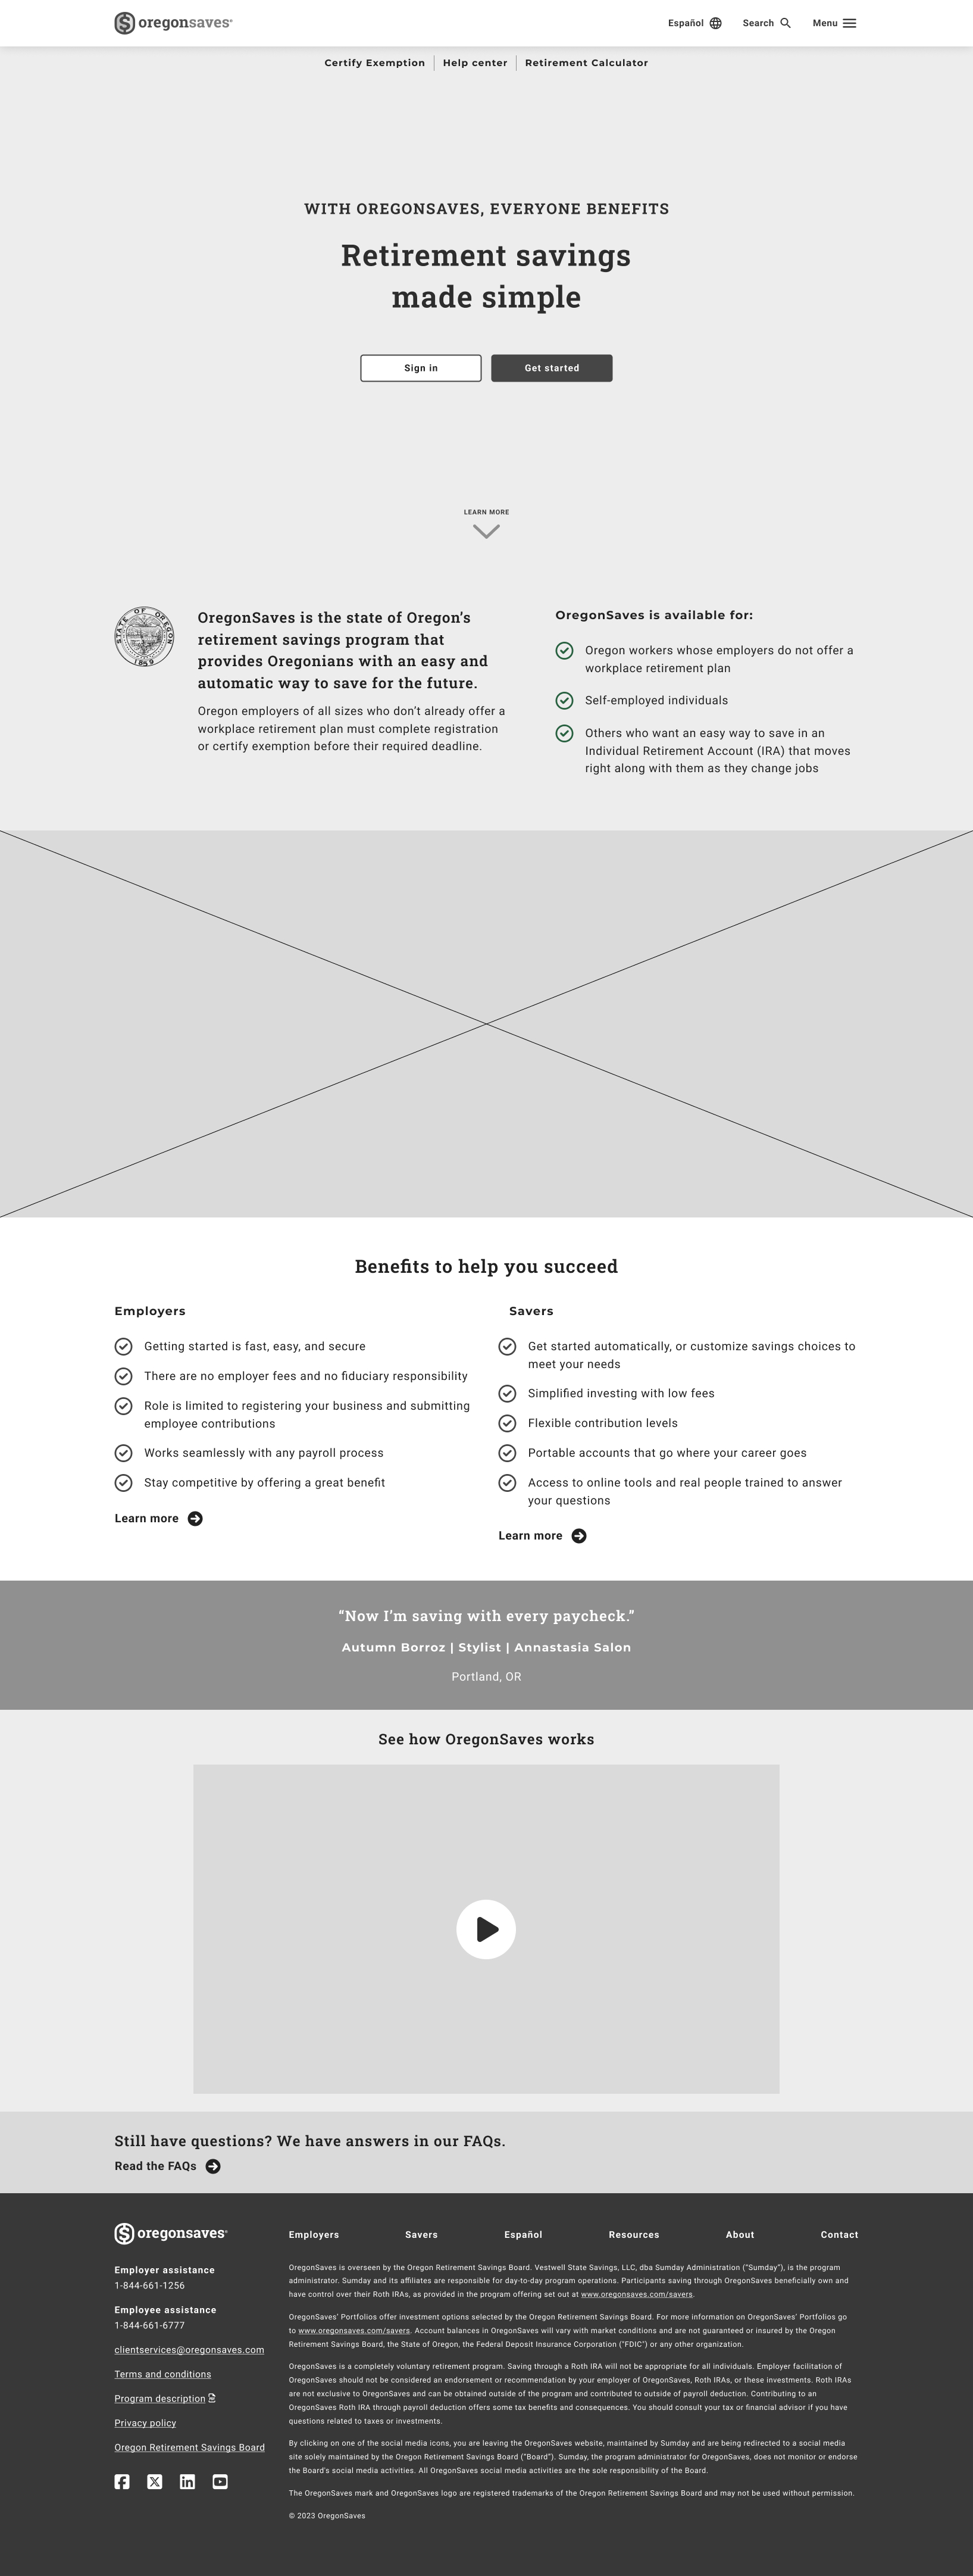 oregonsaves®
Español
Search
Menu
Certify Exemption
Help center
Retirement Calculator
WITH OREGONSAVES, EVERYONE BENEFITS
Retirement savings
made simple
Sign in
Get started
LEARN MORE
STATE OF OREGON
1859
OregonSaves is the state of Oregon’s
retirement savings program that
provides Oregonians with an easy and
automatic way to save for the future.
Oregon employers of all sizes who don’t already offer a
workplace retirement plan must complete registration
or certify exemption before their required deadline.
OregonSaves is available for:
Oregon workers whose employers do not offer a
workplace retirement plan
Self-employed individuals
Others who want an easy way to save in an
Individual Retirement Account (IRA) that moves
right along with them as they change jobs
Benefits to help you succeed
Employers
Getting started is fast, easy, and secure
There are no employer fees and no fiduciary responsibility
Role is limited to registering your business and submitting
employee contributions
Works seamlessly with any payroll process
Stay competitive by offering a great benefit
Learn more
Savers
Get started automatically, or customize savings choices to
meet your needs
Simplified investing with low fees
Flexible contribution levels
Portable accounts that go where your career goes
Access to online tools and real people trained to answer
your questions
Learn more
“Now I’m saving with every paycheck.”
Autumn Borroz | Stylist | Annastasia Salon
Portland, OR
See how OregonSaves works
Still have questions? We have answers in our FAQs.
Read the FAQs
oregonsaves®
Employer assistance
1-844-661-1256
Employee assistance
1-844-661-6777
clientservices@oregonsaves.com
Terms and conditions
Program description
Privacy policy
Oregon Retirement Savings Board
Employers
Savers
Español
Resources
About
Contact
OregonSaves is overseen by the Oregon Retirement Savings Board. Vestwell State Savings, LLC, dba Sumday Administration (“Sumday”), is the program
administrator. Sumday and its affiliates are responsible for day-to-day program operations. Participants saving through OregonSaves beneficially own and
have control over their Roth IRAs, as provided in the program offering set out at www.oregonsaves.com/savers.
OregonSaves’ Portfolios offer investment options selected by the Oregon Retirement Savings Board. For more information on OregonSaves’ Portfolios go
to www.oregonsaves.com/savers. Account balances in OregonSaves will vary with market conditions and are not guaranteed or insured by the Oregon
Retirement Savings Board, the State of Oregon, the Federal Deposit Insurance Corporation (“FDIC”) or any other organization.
OregonSaves is a completely voluntary retirement program. Saving through a Roth IRA will not be appropriate for all individuals. Employer facilitation of
OregonSaves should not be considered an endorsement or recommendation by your employer of OregonSaves, Roth IRAs, or these investments. Roth IRAs
are not exclusive to OregonSaves and can be obtained outside of the program and contributed to outside of payroll deduction. Contributing to an
OregonSaves Roth IRA through payroll deduction offers some tax benefits and consequences. You should consult your tax or financial advisor if you have
questions related to taxes or investments.
By clicking on one of the social media icons, you are leaving the OregonSaves website, maintained by Sumday and are being redirected to a social media
site solely maintained by the Oregon Retirement Savings Board (“Board”). Sumday, the program administrator for OregonSaves, does not monitor or endorse
the Board's social media activities. All OregonSaves social media activities are the sole responsibility of the Board.
The OregonSaves mark and OregonSaves logo are registered trademarks of the Oregon Retirement Savings Board and may not be used without permission.
© 2023 OregonSaves